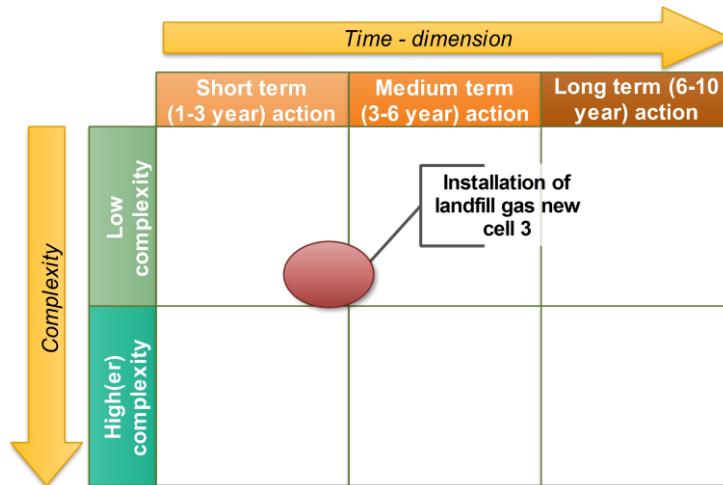 Time - dimension
Short term
(1-3 year) action
Medium term
(3-6 year) action
Long term (6-10
year) action
Complexity
Low
complexity
Installation of
landfill gas new
cell 3
High(er)
complexity